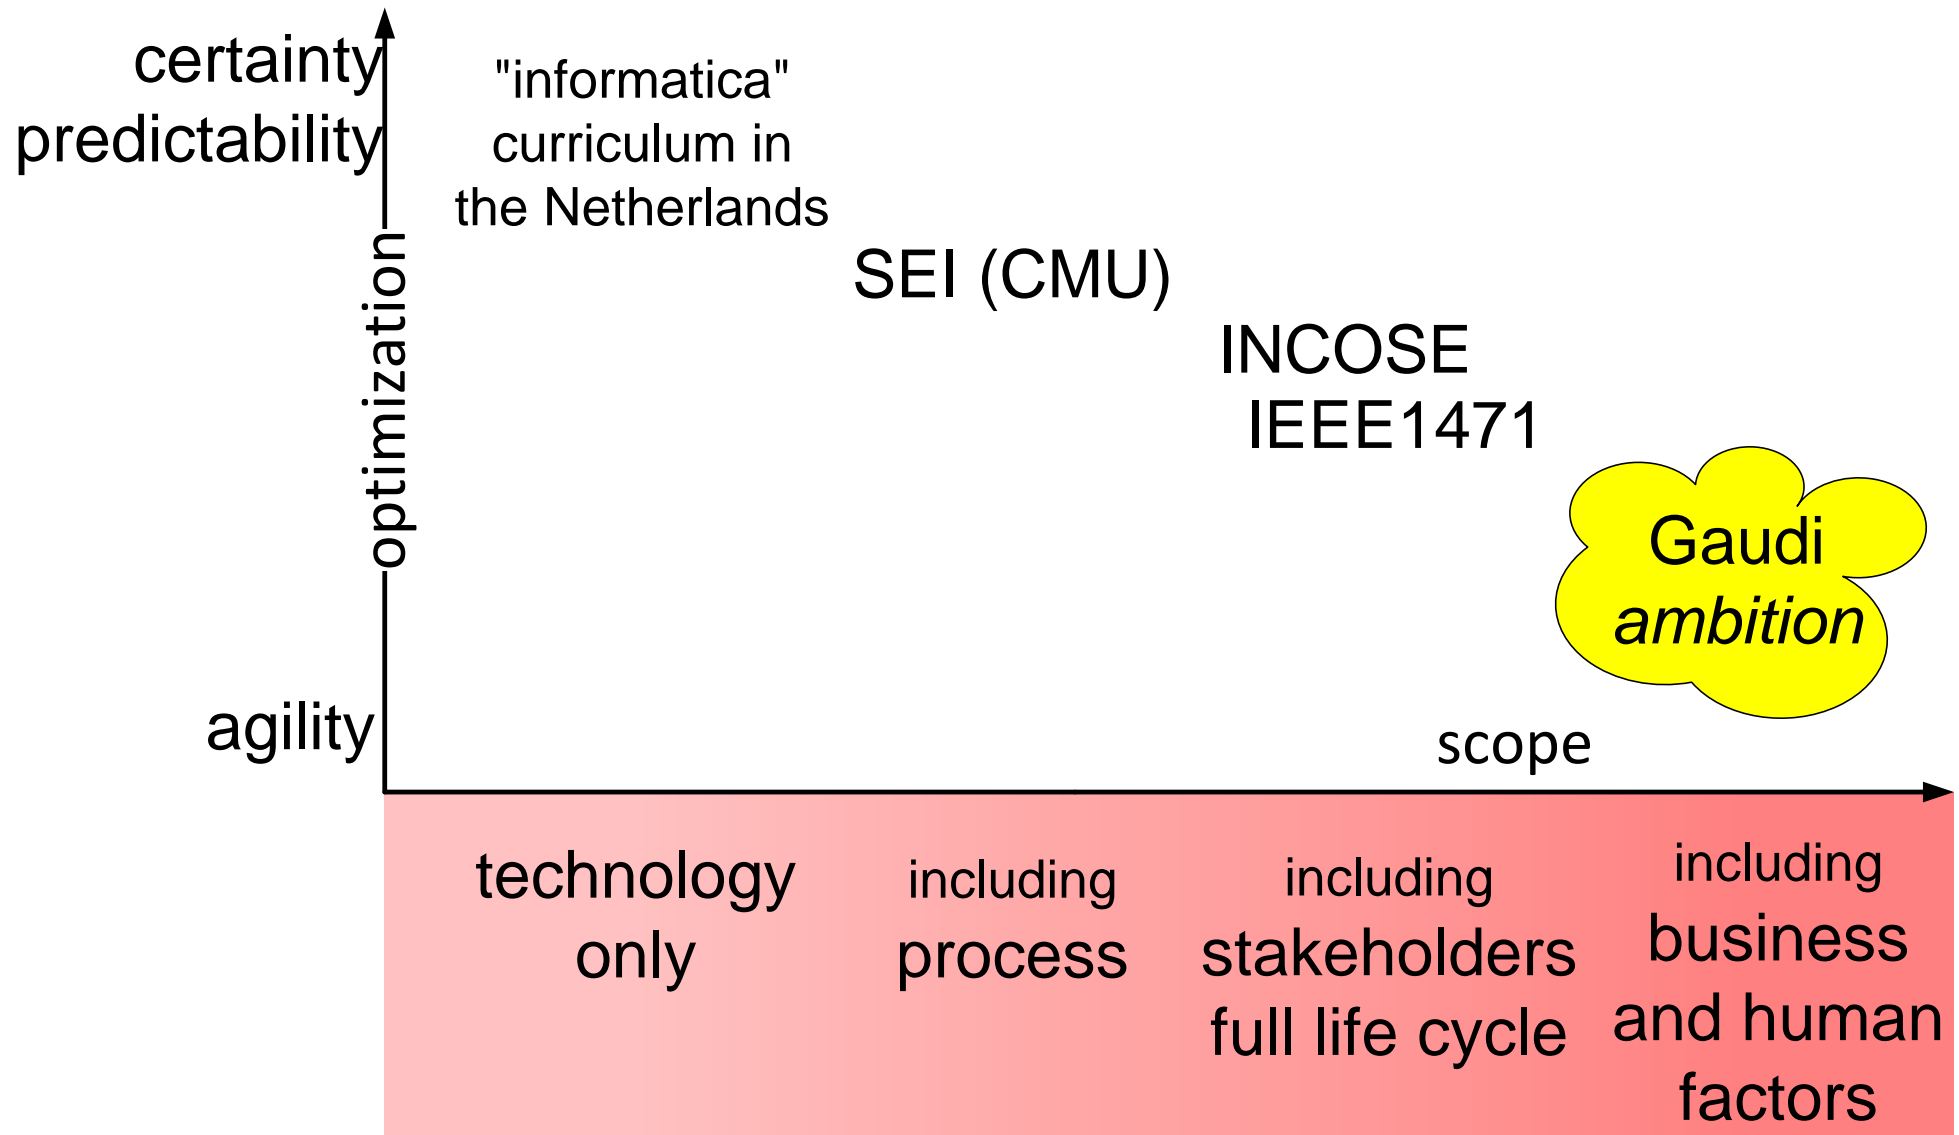 certainty
predictability
optimization
agility
"informatica"
curriculum in
the Netherlands
SEI (CMU)
INCOSE
IEEE1471
Gaudi
ambition
scope
technology
only
including
process
including
stakeholders
full life cycle
including
business
and human
factors